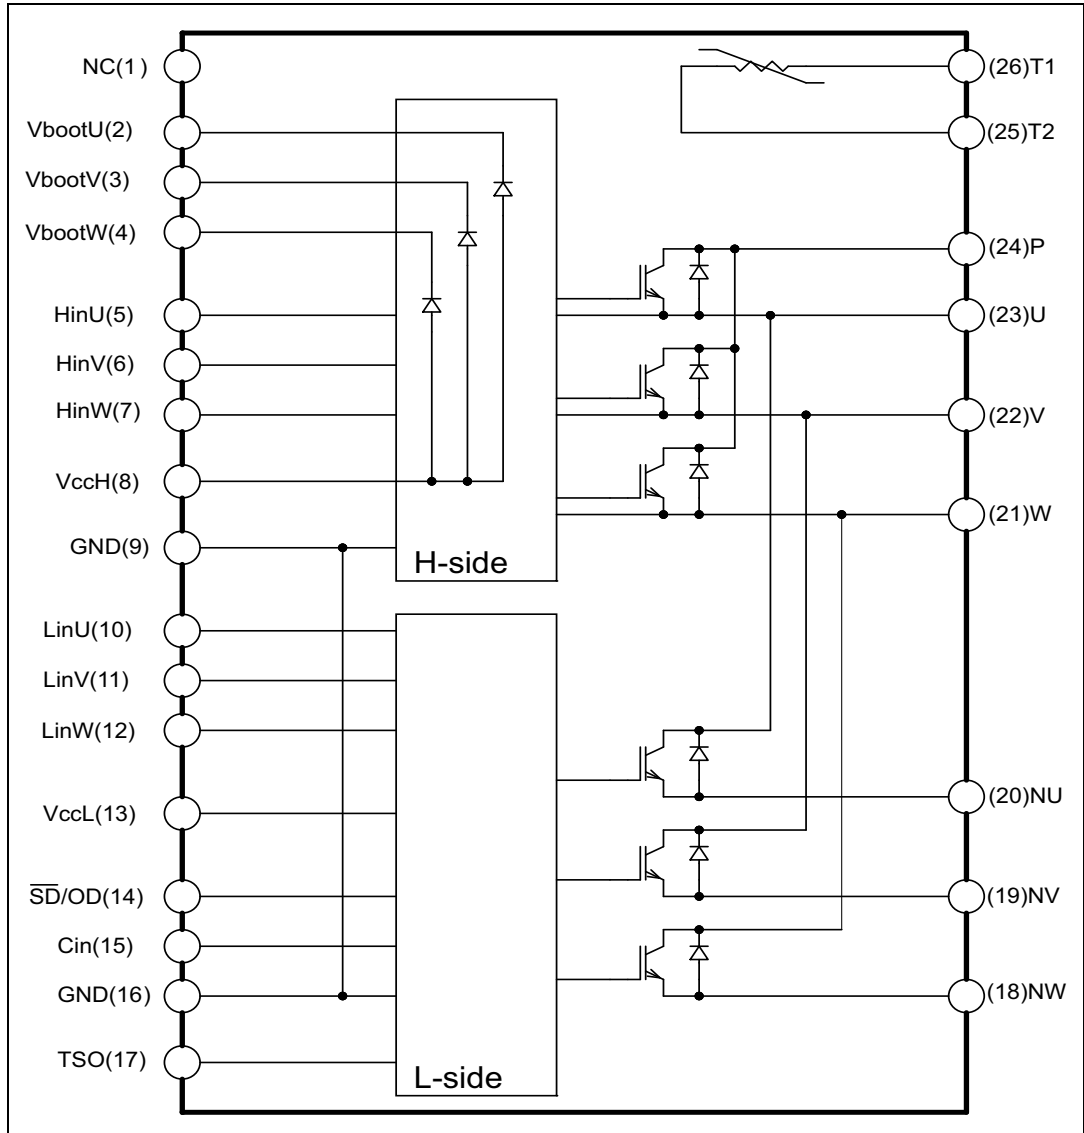 NC(1)
VbootU(2)
VbootV(3)
VbootW(4)
HinU(5)
HinV(6)
HinW(7)
VccH(8)
GND(9)
LinU(10)
LinV(11)
LinW(12)
VccL(13)
S̅D̅/OD(14)
Cin(15)
GND(16)
TSO(17)
H-side
L-side
(26)T1
(25)T2
(24)P
(23)U
(22)V
(21)W
(20)NU
(19)NV
(18)NW